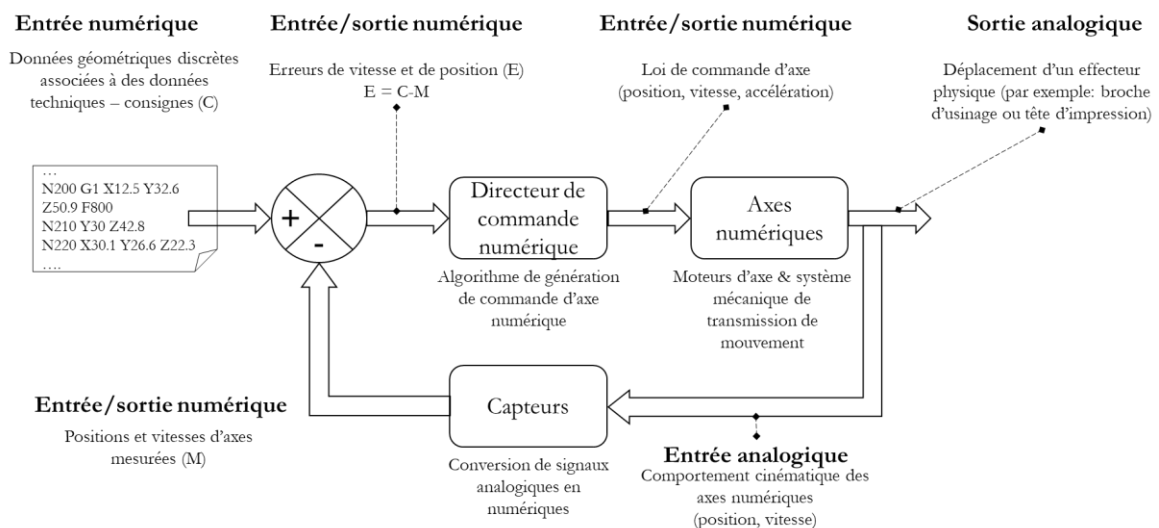 Entrée numérique
Données géométriques discrètes
associées à des données
techniques – consignes (C)
Entrée/sortie numérique
Erreurs de vitesse et de position (E)
E = C-M
Entrée/sortie numérique
Loi de commande d'axe
(position, vitesse, accélération)
Sortie analogique
Déplacement d'un effecteur
physique (par exemple: broche
d'usinage ou tête d'impression)
…
N200 G1 X12.5 Y32.6
Z50.9 F800
N210 Y30 Z42.8
N220 X30.1 Y26.6 Z22.3
….
+
-
Directeur de
commande
numérique
Algorithme de génération
de commande d'axe
numérique
Axes
numériques
Moteurs d'axe & système
mécanique de
transmission de
mouvement
Entrée/sortie numérique
Positions et vitesses d'axes
mesurées (M)
Capteurs
Conversion de signaux
analogiques en
numériques
Entrée analogique
Comportement cinématique des
axes numériques
(position, vitesse)